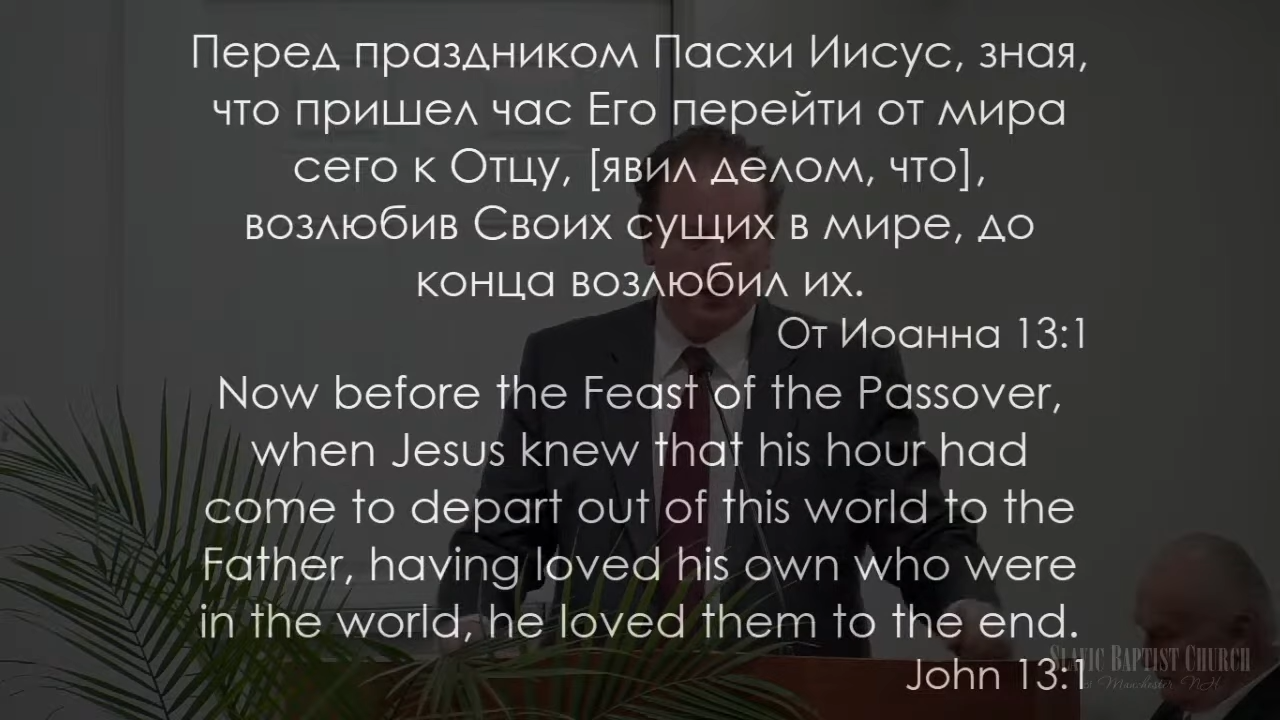 Перед праздником Пасхи Иисус, зная,
что пришел час Его перейти от мира
сего к Отцу, [явил делом, что],
возлюбив Своих сущих в мире, до
конца возлюбил их.
От Иоанна 13:1
Now before the Feast of the Passover,
when Jesus knew that his hour had
come to depart out of this world to the
Father, having loved his own who were
in the world, he loved them to the end.
John 13:1
Slavic Baptist Church
of Manchester NH